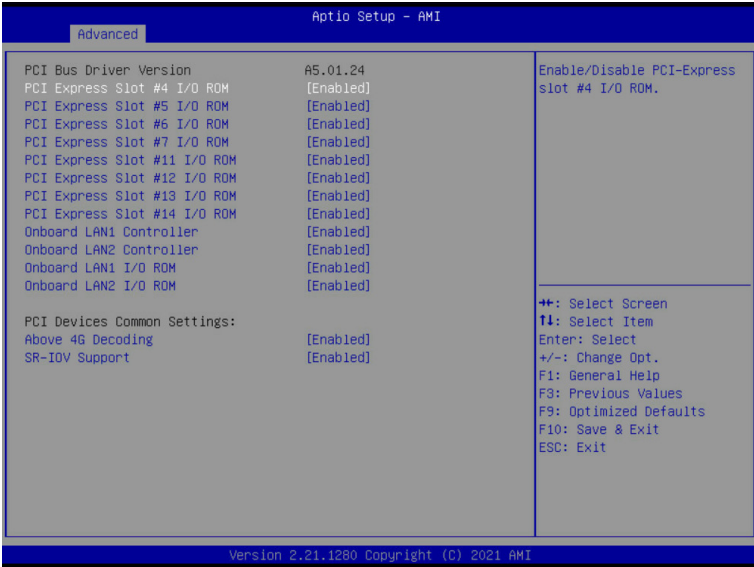 Aptio Setup – AMI
Advanced
PCI Bus Driver Version A5.01.24
PCI Express Slot #4 I/O ROM [Enabled]
PCI Express Slot #5 I/O ROM [Enabled]
PCI Express Slot #6 I/O ROM [Enabled]
PCI Express Slot #7 I/O ROM [Enabled]
PCI Express Slot #11 I/O ROM [Enabled]
PCI Express Slot #12 I/O ROM [Enabled]
PCI Express Slot #13 I/O ROM [Enabled]
PCI Express Slot #14 I/O ROM [Enabled]
Onboard LAN1 Controller [Enabled]
Onboard LAN2 Controller [Enabled]
Onboard LAN1 I/O ROM [Enabled]
Onboard LAN2 I/O ROM [Enabled]
PCI Devices Common Settings:
Above 4G Decoding [Enabled]
SR-IOV Support [Enabled]
Enable/Disable PCI-Express
slot #4 I/O ROM.
→←: Select Screen
↑↓: Select Item
Enter: Select
+/-: Change Opt.
F1: General Help
F3: Previous Values
F9: Optimized Defaults
F10: Save & Exit
ESC: Exit
Version 2.21.1280 Copyright (C) 2021 AMI